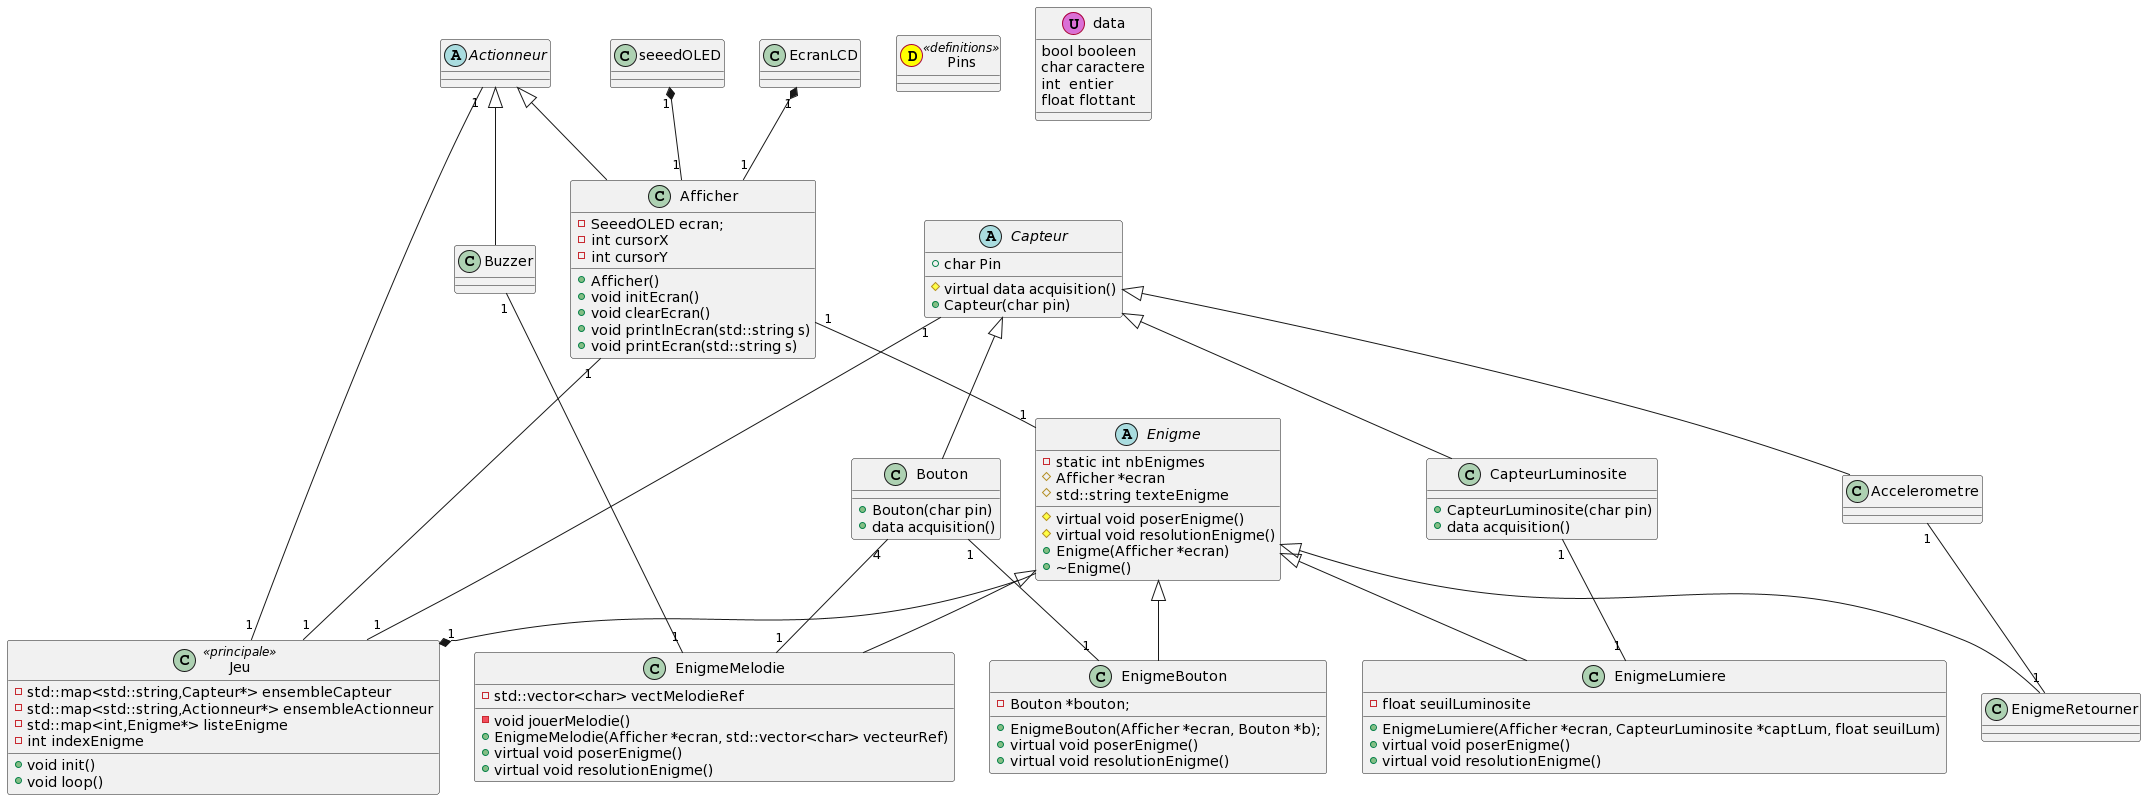 U data
bool booleen
char caractere
int  entier
float flottant
A Actionneur
C seeedOLED
C EcranLCD
D «definitions»
Pins
1
1
1
1
1
C Afficher
SeeedOLED ecran;
int cursorX
int cursorY
Afficher()
void initEcran()
void clearEcran()
void printlnEcran(std::string s)
void printEcran(std::string s)
C Buzzer
A Capteur
char Pin
virtual data acquisition()
Capteur(char pin)
1
1
1
1
1
A Enigme
static int nbEnigmes
Afficher *ecran
std::string texteEnigme
virtual void poserEnigme()
virtual void resolutionEnigme()
Enigme(Afficher *ecran)
~Enigme()
C Bouton
Bouton(char pin)
data acquisition()
C CapteurLuminosite
CapteurLuminosite(char pin)
data acquisition()
C Accelerometre
4
1
1
1
1
1
1
1
1
1
1
1
1
C «principale»
Jeu
std::map<std::string,Capteur*> ensembleCapteur
std::map<std::string,Actionneur*> ensembleActionneur
std::map<int,Enigme*> listeEnigme
int indexEnigme
void init()
void loop()
C EnigmeMelodie
std::vector<char> vectMelodieRef
void jouerMelodie()
EnigmeMelodie(Afficher *ecran, std::vector<char> vecteurRef)
virtual void poserEnigme()
virtual void resolutionEnigme()
C EnigmeBouton
Bouton *bouton;
EnigmeBouton(Afficher *ecran, Bouton *b);
virtual void poserEnigme()
virtual void resolutionEnigme()
C EnigmeLumiere
float seuilLuminosite
EnigmeLumiere(Afficher *ecran, CapteurLuminosite *captLum, float seuilLum)
virtual void poserEnigme()
virtual void resolutionEnigme()
C EnigmeRetourner